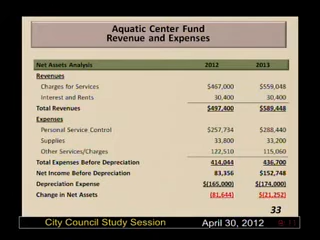 Aquatic Center Fund
Revenue and Expenses
Net Assets Analysis 2012 2013
Revenues
Charges for Services $467,000 $559,048
Interest and Rents 30,400 30,400
Total Revenues $497,400 $589,448
Expenses
Personal Service Control $257,734 $288,440
Supplies 33,800 33,200
Other Services/Charges 122,510 115,060
Total Expenses Before Depreciation 414,044 436,700
Net Income Before Depreciation 83,356 $152,748
Depreciation Expense $(165,000) $(174,000)
Change in Net Assets (81,644) $(21,252)
33
City Council Study Session April 30, 2012